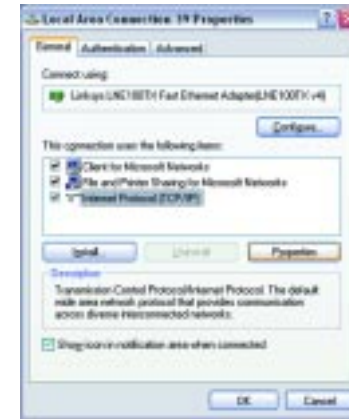 Local Area Connection 39 Properties
General Authentication Advanced
Connect using:
Linksys LNE100TX Fast Ethernet Adapter(LNE100TX v4)
Configure...
This connection uses the following items:
Client for Microsoft Networks
File and Printer Sharing for Microsoft Networks
Internet Protocol (TCP/IP)
Install... Uninstall Properties
Description
Transmission Control Protocol/Internet Protocol. The default
wide area network protocol that provides communication
across diverse interconnected networks.
Show icon in notification area when connected
OK Cancel